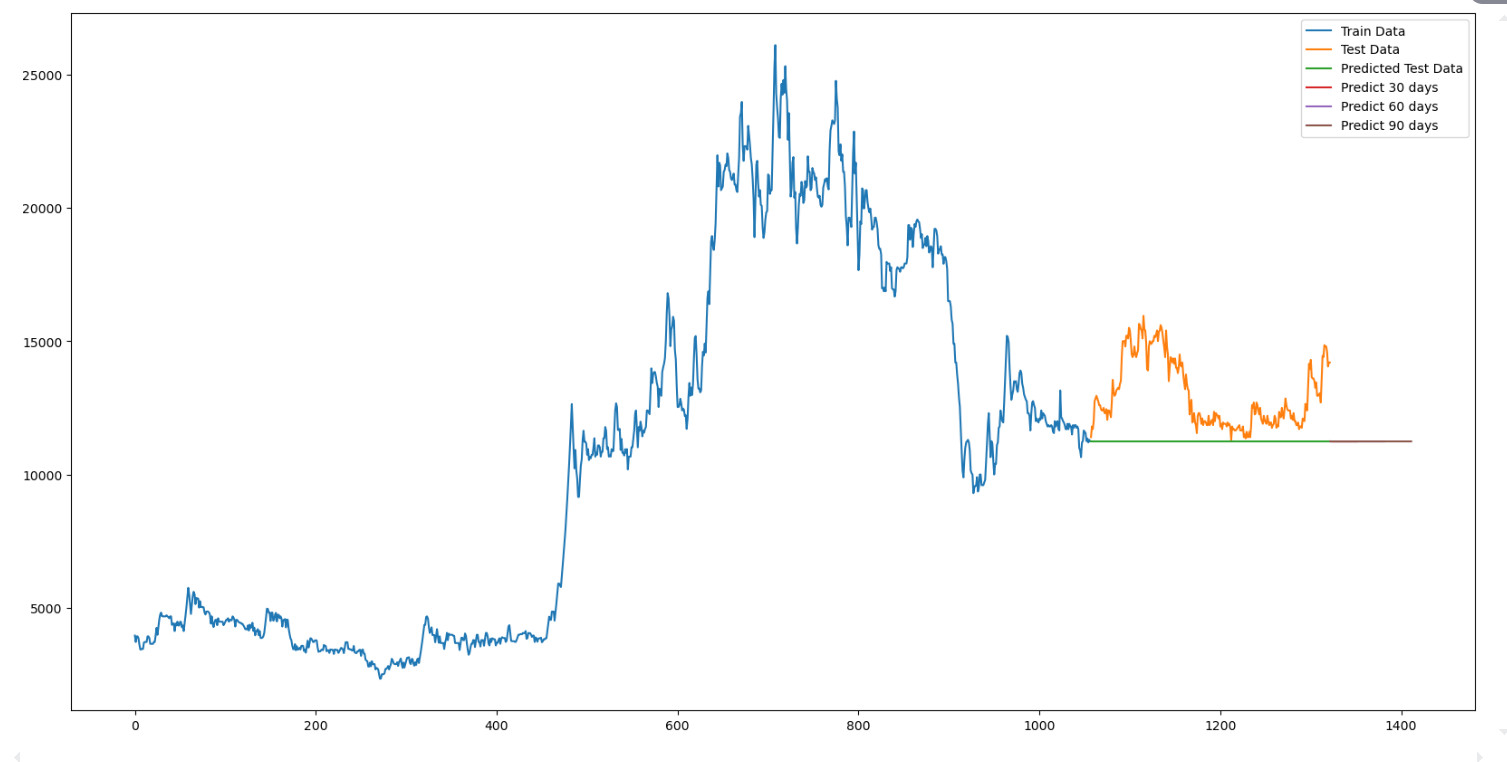 Train Data
Test Data
Predicted Test Data
Predict 30 days
Predict 60 days
Predict 90 days
25000
20000
15000
10000
5000
0 200 400 600 800 1000 1200 1400